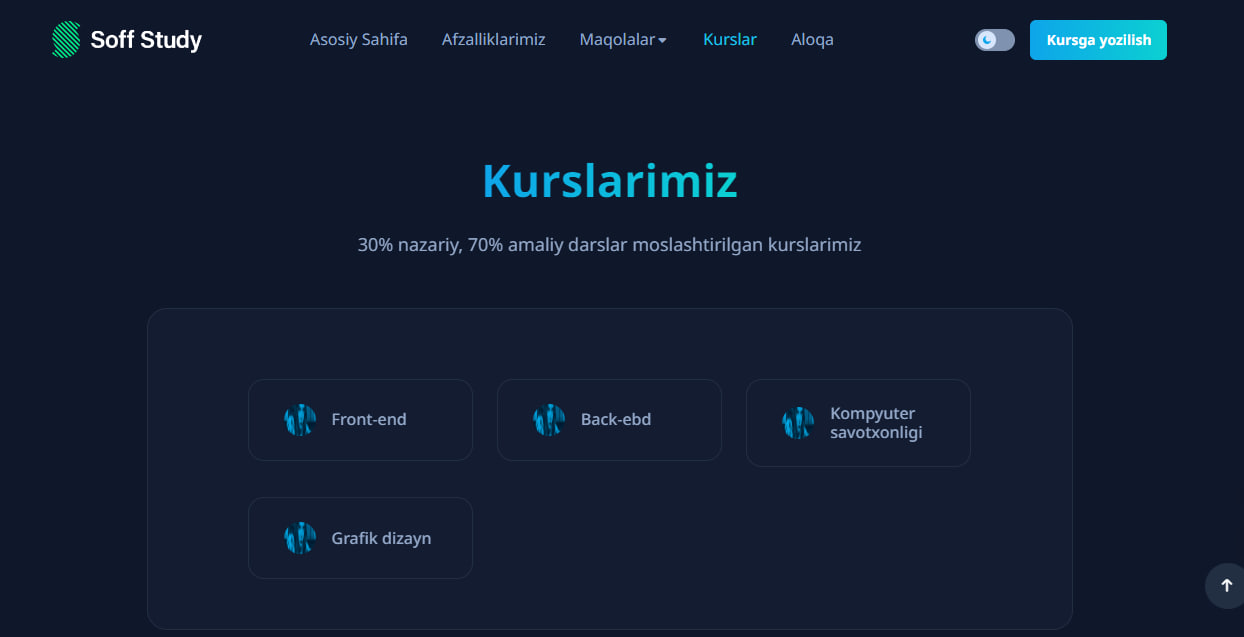 Soff Study
Asosiy Sahifa
Afzalliklarimiz
Maqolalar
Kurslar
Aloqa
Kursga yozilish
Kurslarimiz
30% nazariy, 70% amaliy darslar moslashtirilgan kurslarimiz
Front-end
Back-ebd
Kompyuter
savotxonligi
Grafik dizayn